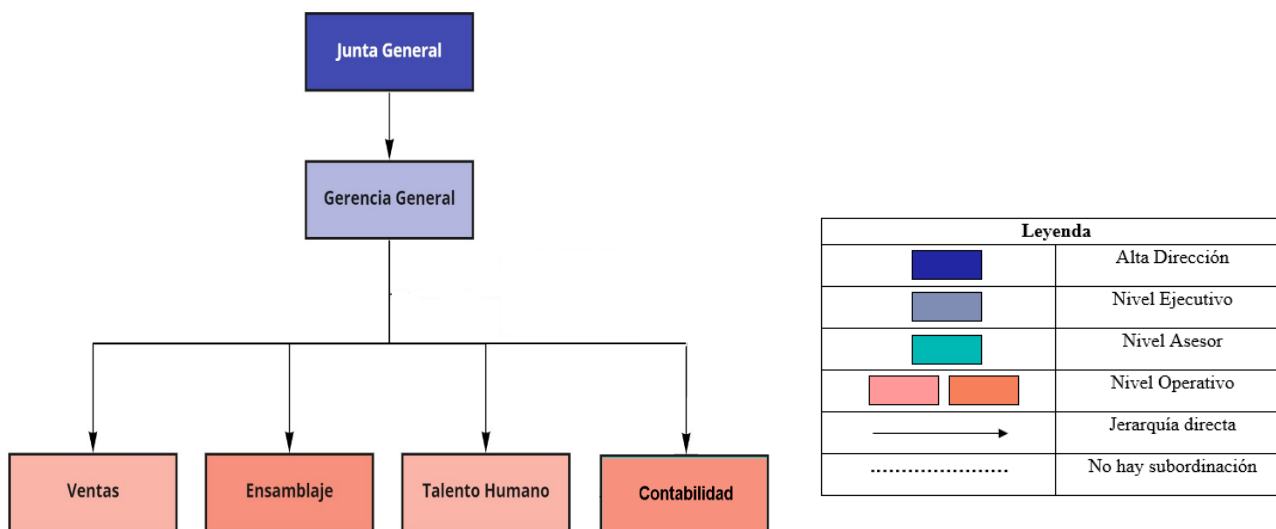 Junta General
Gerencia General
Ventas
Ensamblaje
Talento Humano
Contabilidad
Leyenda
Alta Dirección
Nivel Ejecutivo
Nivel Asesor
Nivel Operativo
Jerarquía directa
No hay subordinación